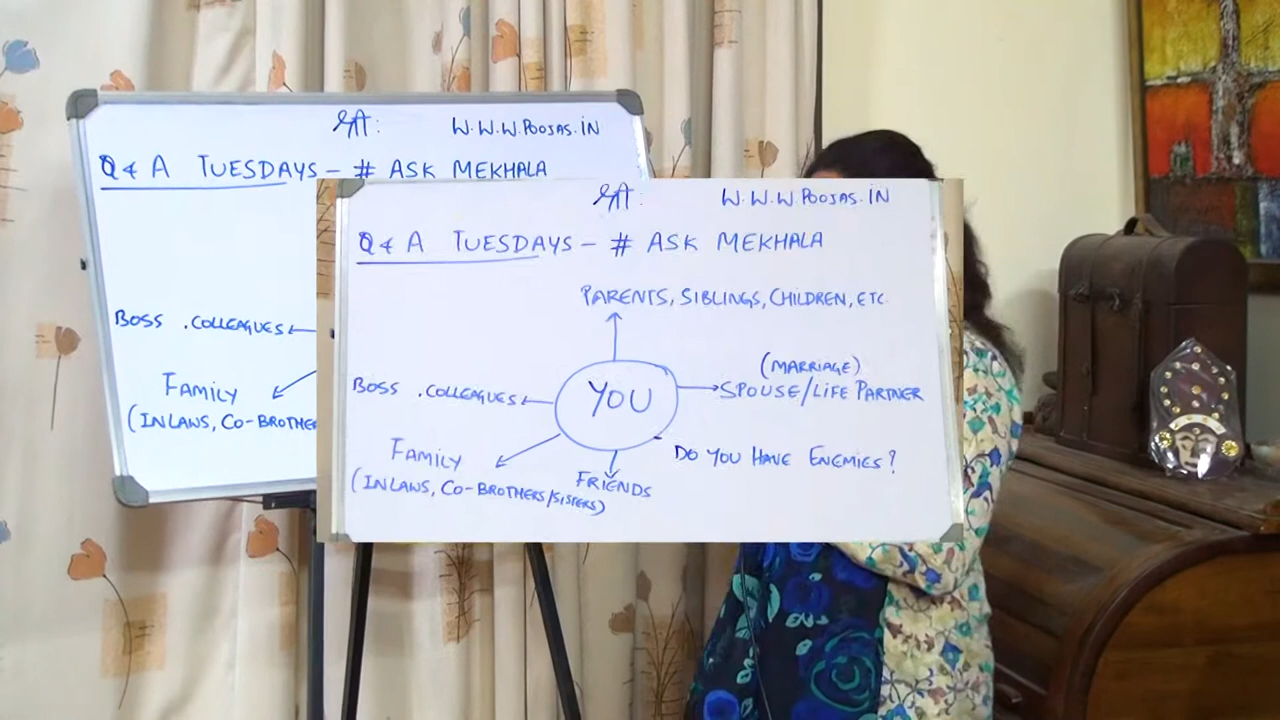 W.W.W.POOJAS.IN
Q & A TUESDAYS - # ASK MEKHALA
BOSS . COLLEAGUES
FAMILY
(INLAWS, CO-BROTHE
W.W.W.POOJAS.IN
Q & A TUESDAYS - # ASK MEKHALA
PARENTS, SIBLINGS, CHILDREN, ETC.
(MARRIAGE)
BOSS . COLLEAGUES YOU SPOUSE/LIFE PARTNER
FAMILY DO YOU HAVE ENEMIES?
FRIENDS
(INLAWS, CO-BROTHERS/SISTERS)